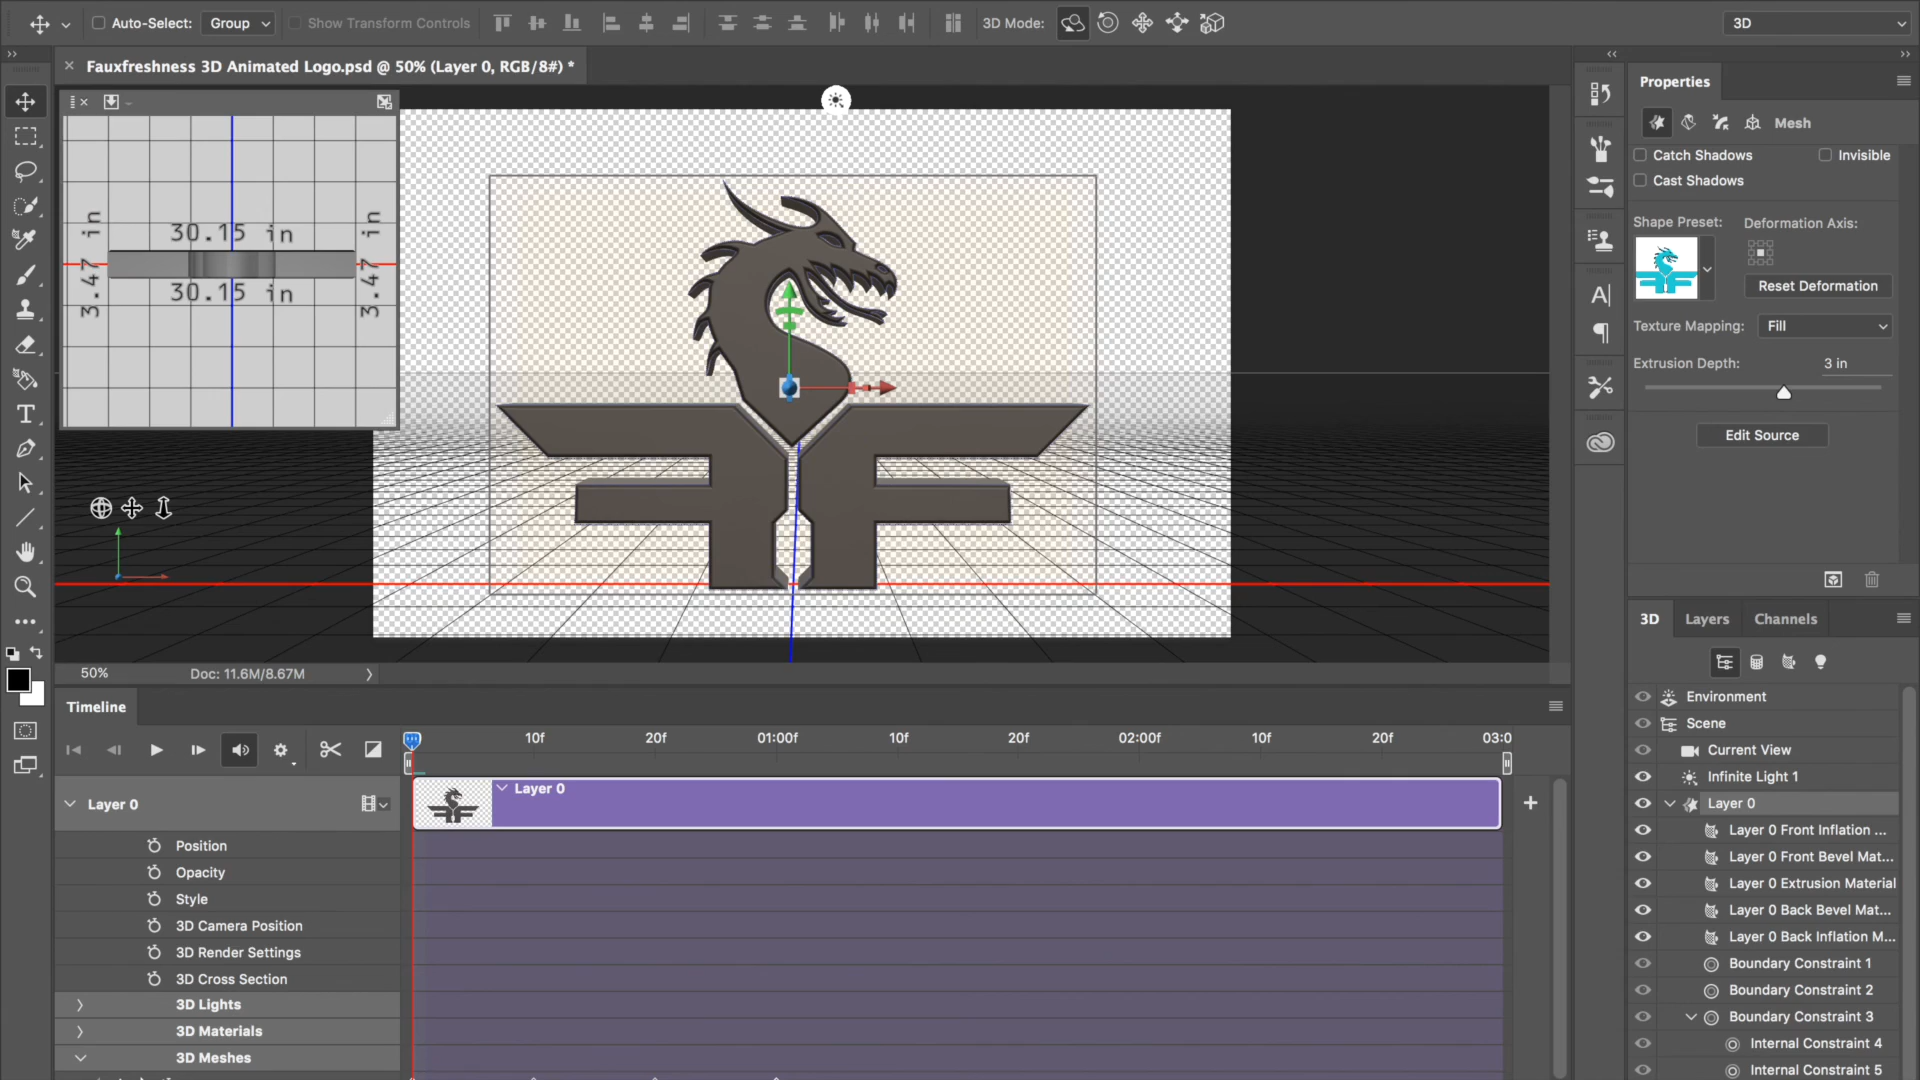 Auto-Select: Group Show Transform Controls 3D Mode: 3D
Fauxfreshness 3D Animated Logo.psd @ 50% (Layer 0, RGB/8#) *
30.15 in
30.15 in
3.47 in
3.47 in
50% Doc: 11.6M/8.67M
Properties
Mesh
Catch Shadows Invisible
Cast Shadows
Shape Preset: Deformation Axis:
Reset Deformation
Texture Mapping: Fill
Extrusion Depth: 3 in
Edit Source
3D Layers Channels
Environment
Scene
Current View
Infinite Light 1
Layer 0
Layer 0 Front Inflation ...
Layer 0 Front Bevel Mat...
Layer 0 Extrusion Material
Layer 0 Back Bevel Mat...
Layer 0 Back Inflation M...
Boundary Constraint 1
Boundary Constraint 2
Boundary Constraint 3
Internal Constraint 4
Internal Constraint 5
Timeline
10f 20f 01:00f 10f 20f 02:00f 10f 20f 03:0
Layer 0
Layer 0
Position
Opacity
Style
3D Camera Position
3D Render Settings
3D Cross Section
3D Lights
3D Materials
3D Meshes